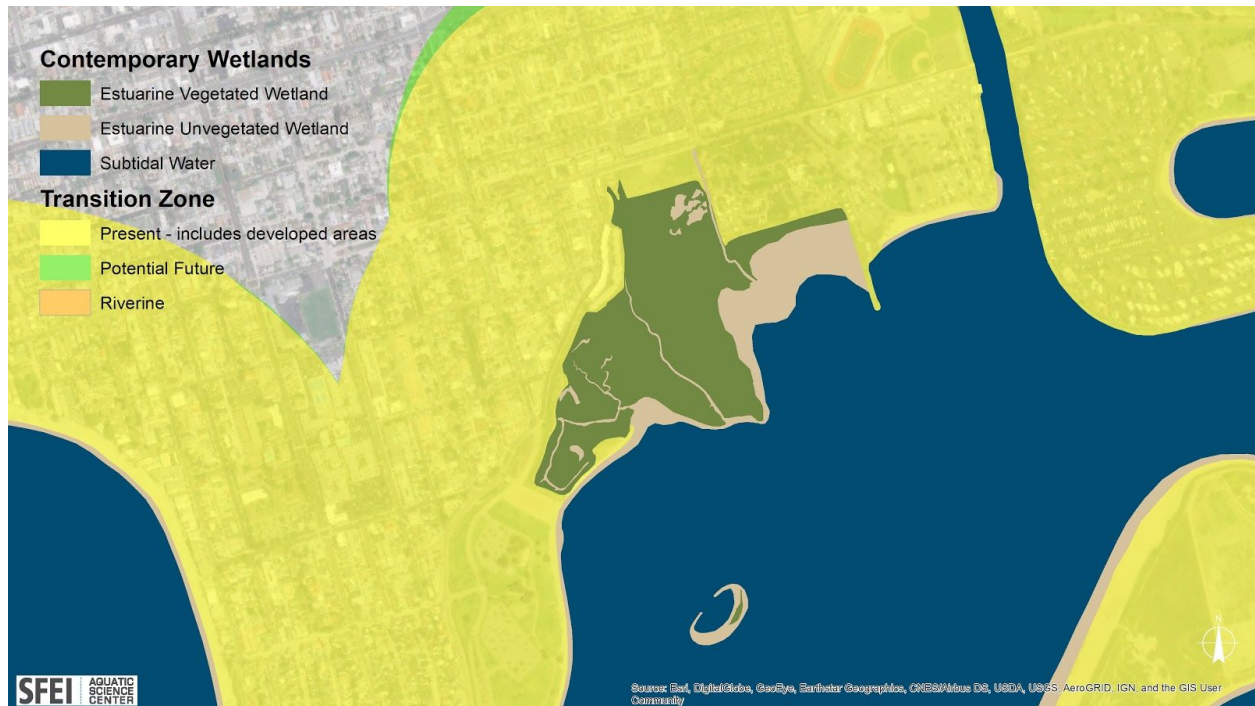 Contemporary Wetlands
Estuarine Vegetated Wetland
Estuarine Unvegetated Wetland
Subtidal Water
Transition Zone
Present - includes developed areas
Potential Future
Riverine
N
SFEI AQUATIC
SCIENCE
CENTER
Source: Esri, DigitalGlobe, GeoEye, Earthstar Geographics, CNES/Airbus DS, USDA, USGS, AeroGRID, IGN, and the GIS User
Community